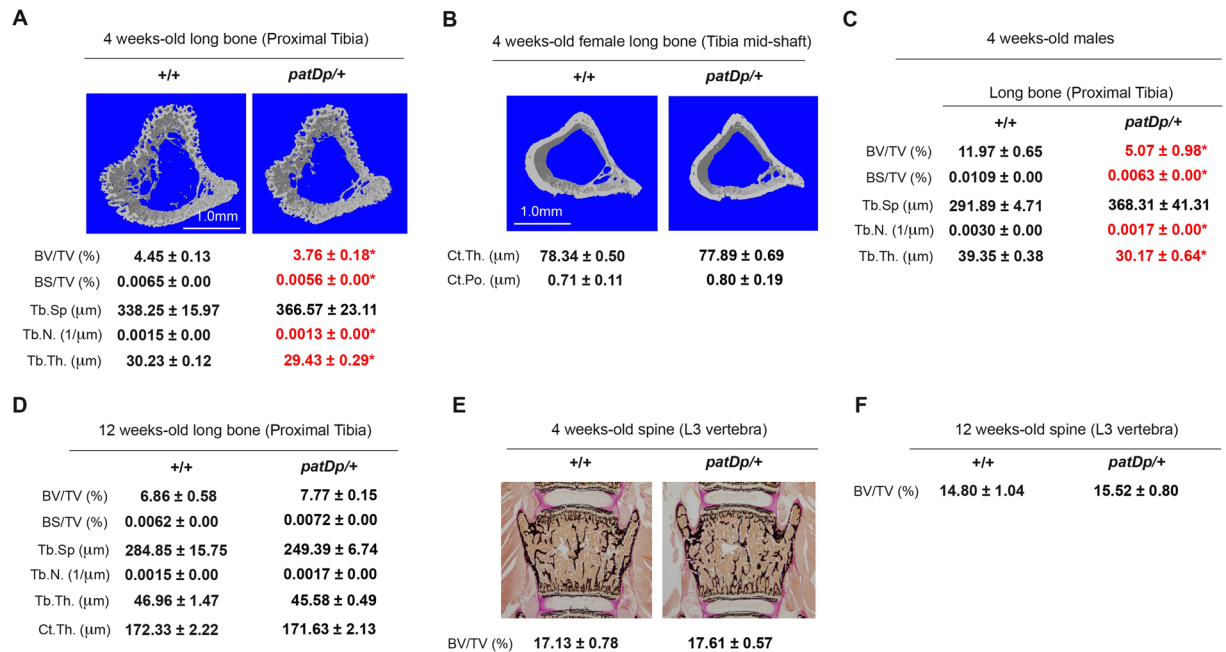 A
4 weeks-old long bone (Proximal Tibia)
+/+ patDp/+
1.0mm
BV/TV (%) 4.45 ± 0.13 3.76 ± 0.18*
BS/TV (%) 0.0065 ± 0.00 0.0056 ± 0.00*
Tb.Sp (µm) 338.25 ± 15.97 366.57 ± 23.11
Tb.N. (1/µm) 0.0015 ± 0.00 0.0013 ± 0.00*
Tb.Th. (µm) 30.23 ± 0.12 29.43 ± 0.29*
B
4 weeks-old female long bone (Tibia mid-shaft)
+/+ patDp/+
1.0mm
Ct.Th. (µm) 78.34 ± 0.50 77.89 ± 0.69
Ct.Po. (µm) 0.71 ± 0.11 0.80 ± 0.19
C
4 weeks-old males
Long bone (Proximal Tibia)
+/+ patDp/+
BV/TV (%) 11.97 ± 0.65 5.07 ± 0.98*
BS/TV (%) 0.0109 ± 0.00 0.0063 ± 0.00*
Tb.Sp (µm) 291.89 ± 4.71 368.31 ± 41.31
Tb.N. (1/µm) 0.0030 ± 0.00 0.0017 ± 0.00*
Tb.Th. (µm) 39.35 ± 0.38 30.17 ± 0.64*
D
12 weeks-old long bone (Proximal Tibia)
+/+ patDp/+
BV/TV (%) 6.86 ± 0.58 7.77 ± 0.15
BS/TV (%) 0.0062 ± 0.00 0.0072 ± 0.00
Tb.Sp (µm) 284.85 ± 15.75 249.39 ± 6.74
Tb.N. (1/µm) 0.0015 ± 0.00 0.0017 ± 0.00
Tb.Th. (µm) 46.96 ± 1.47 45.58 ± 0.49
Ct.Th. (µm) 172.33 ± 2.22 171.63 ± 2.13
E
4 weeks-old spine (L3 vertebra)
+/+ patDp/+
BV/TV (%) 17.13 ± 0.78 17.61 ± 0.57
F
12 weeks-old spine (L3 vertebra)
+/+ patDp/+
BV/TV (%) 14.80 ± 1.04 15.52 ± 0.80